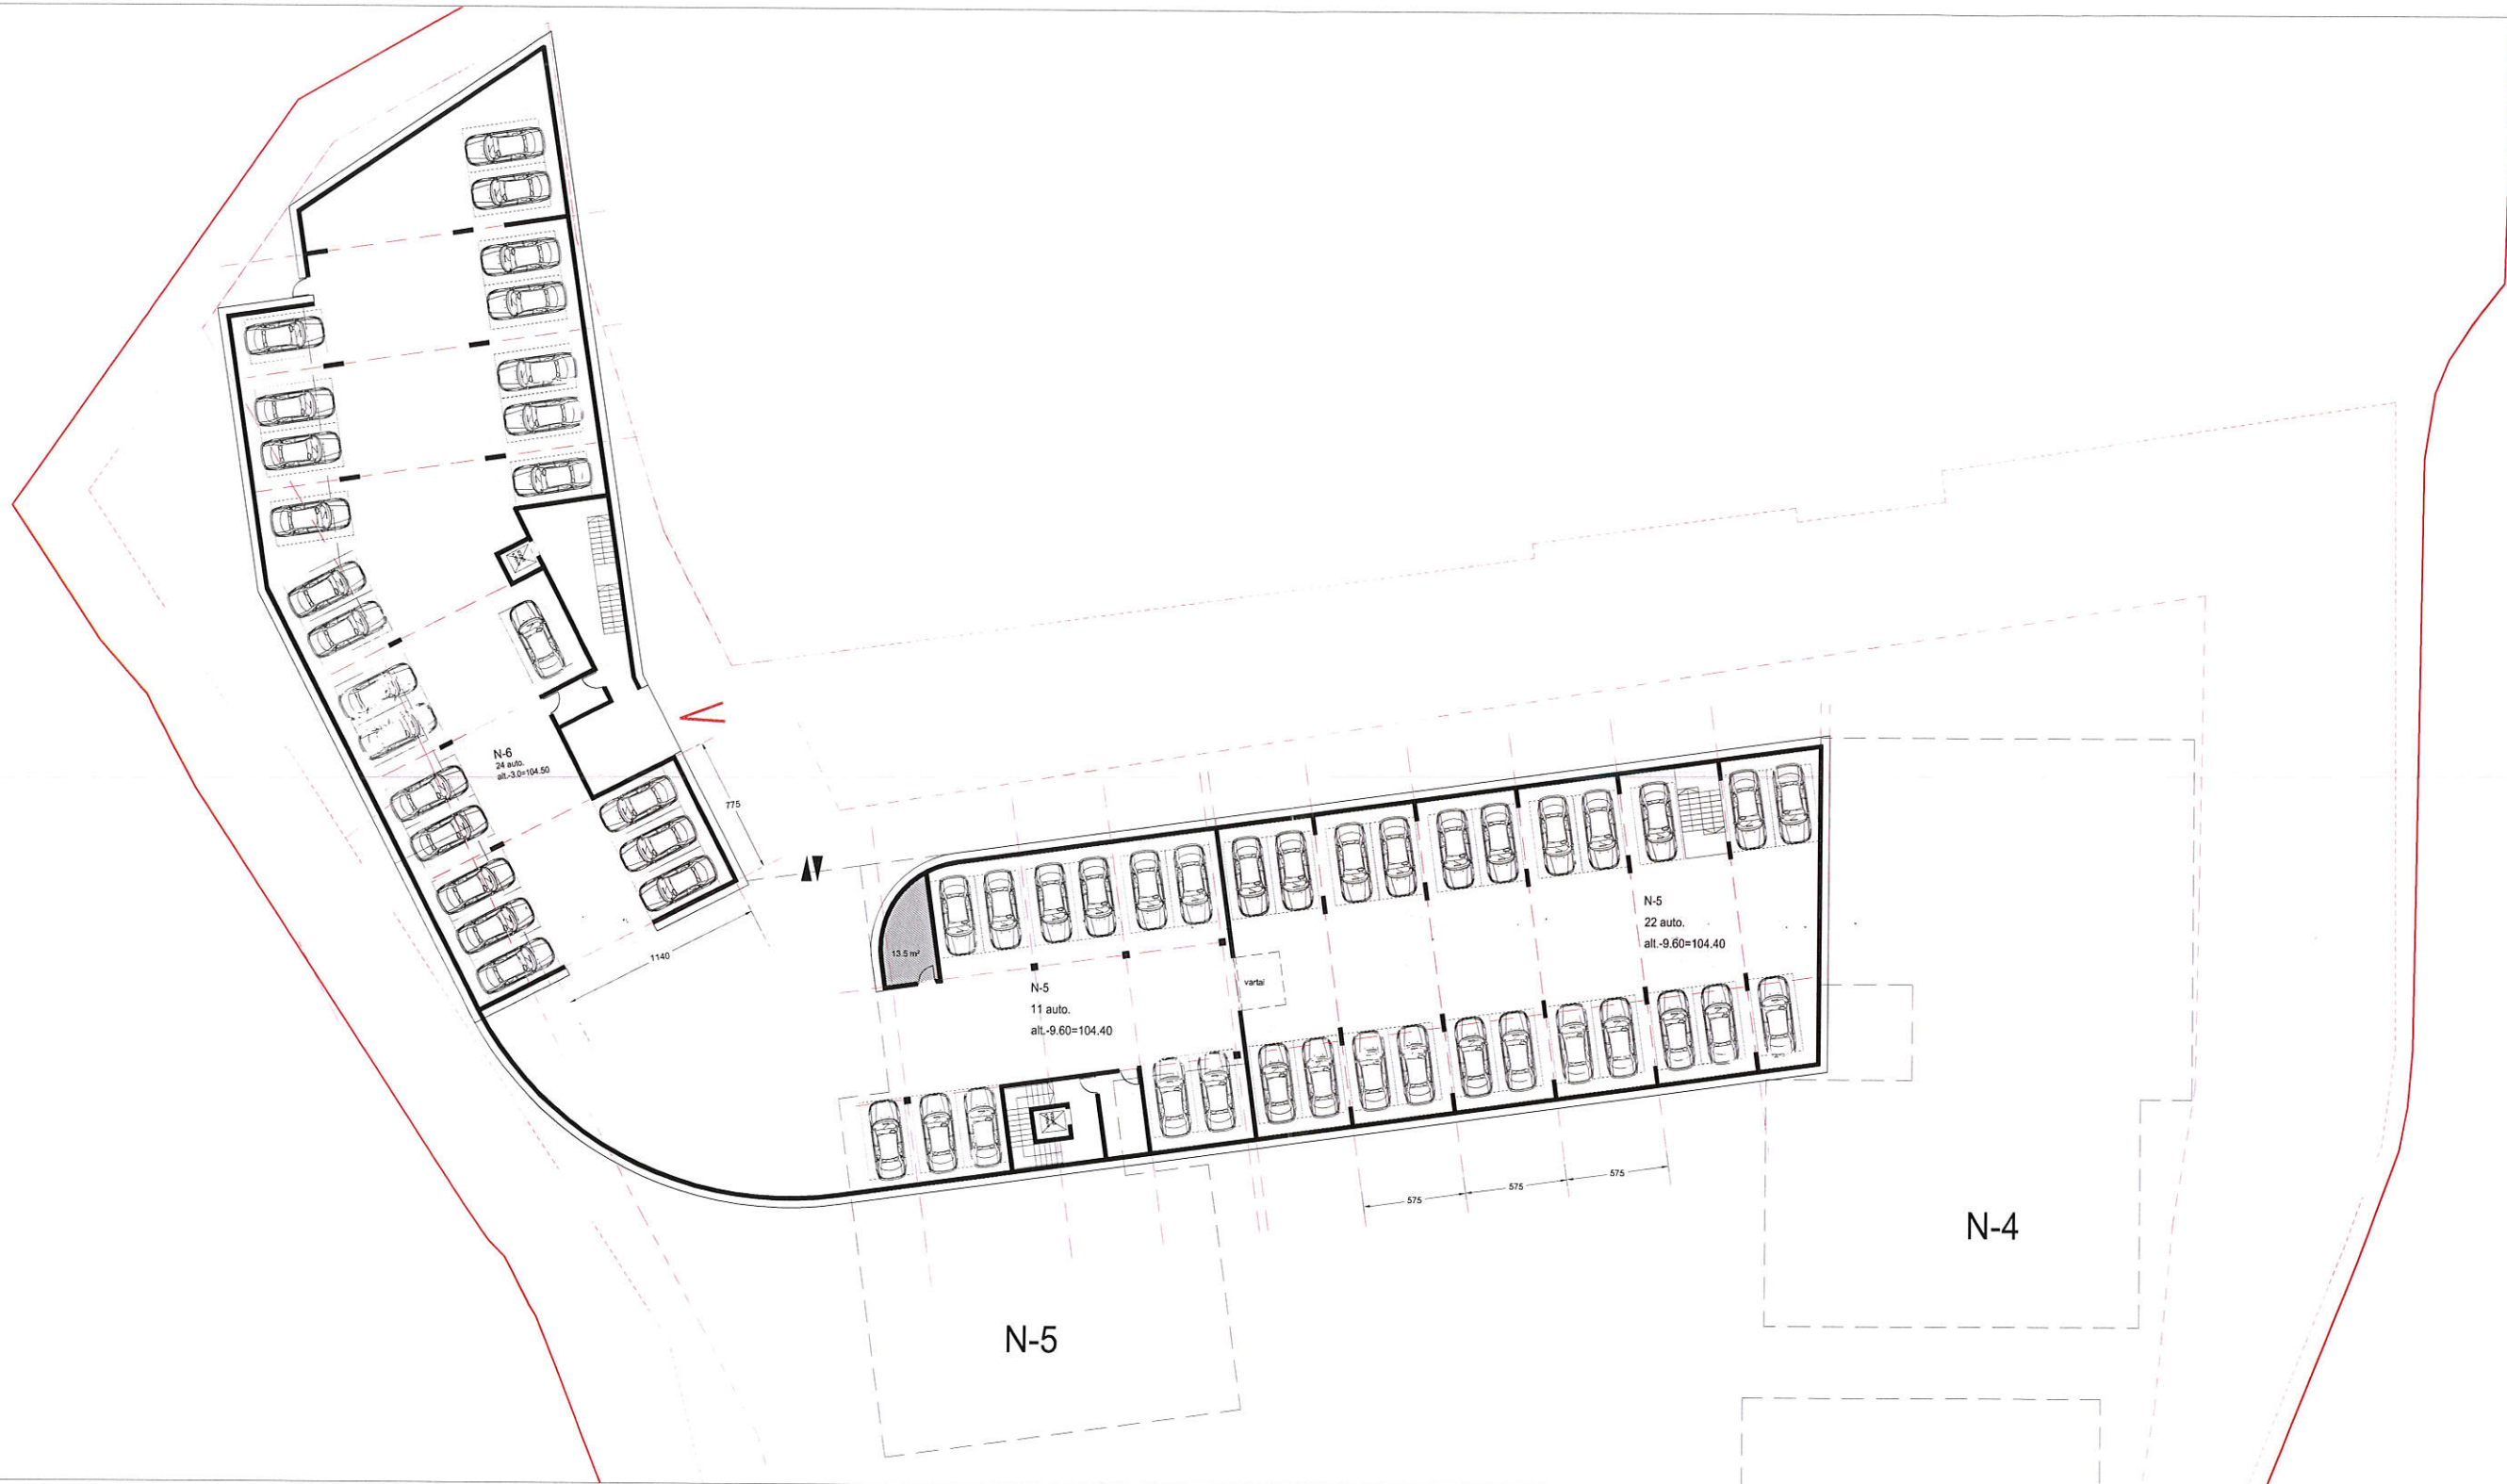 N-6
24 auto.
alt.-3.0=104.50
775
1140
13.5 m²
N-5
11 auto.
alt.-9.60=104.40
vartai
N-5
22 auto.
alt.-9.60=104.40
575
575
575
N-4
N-5